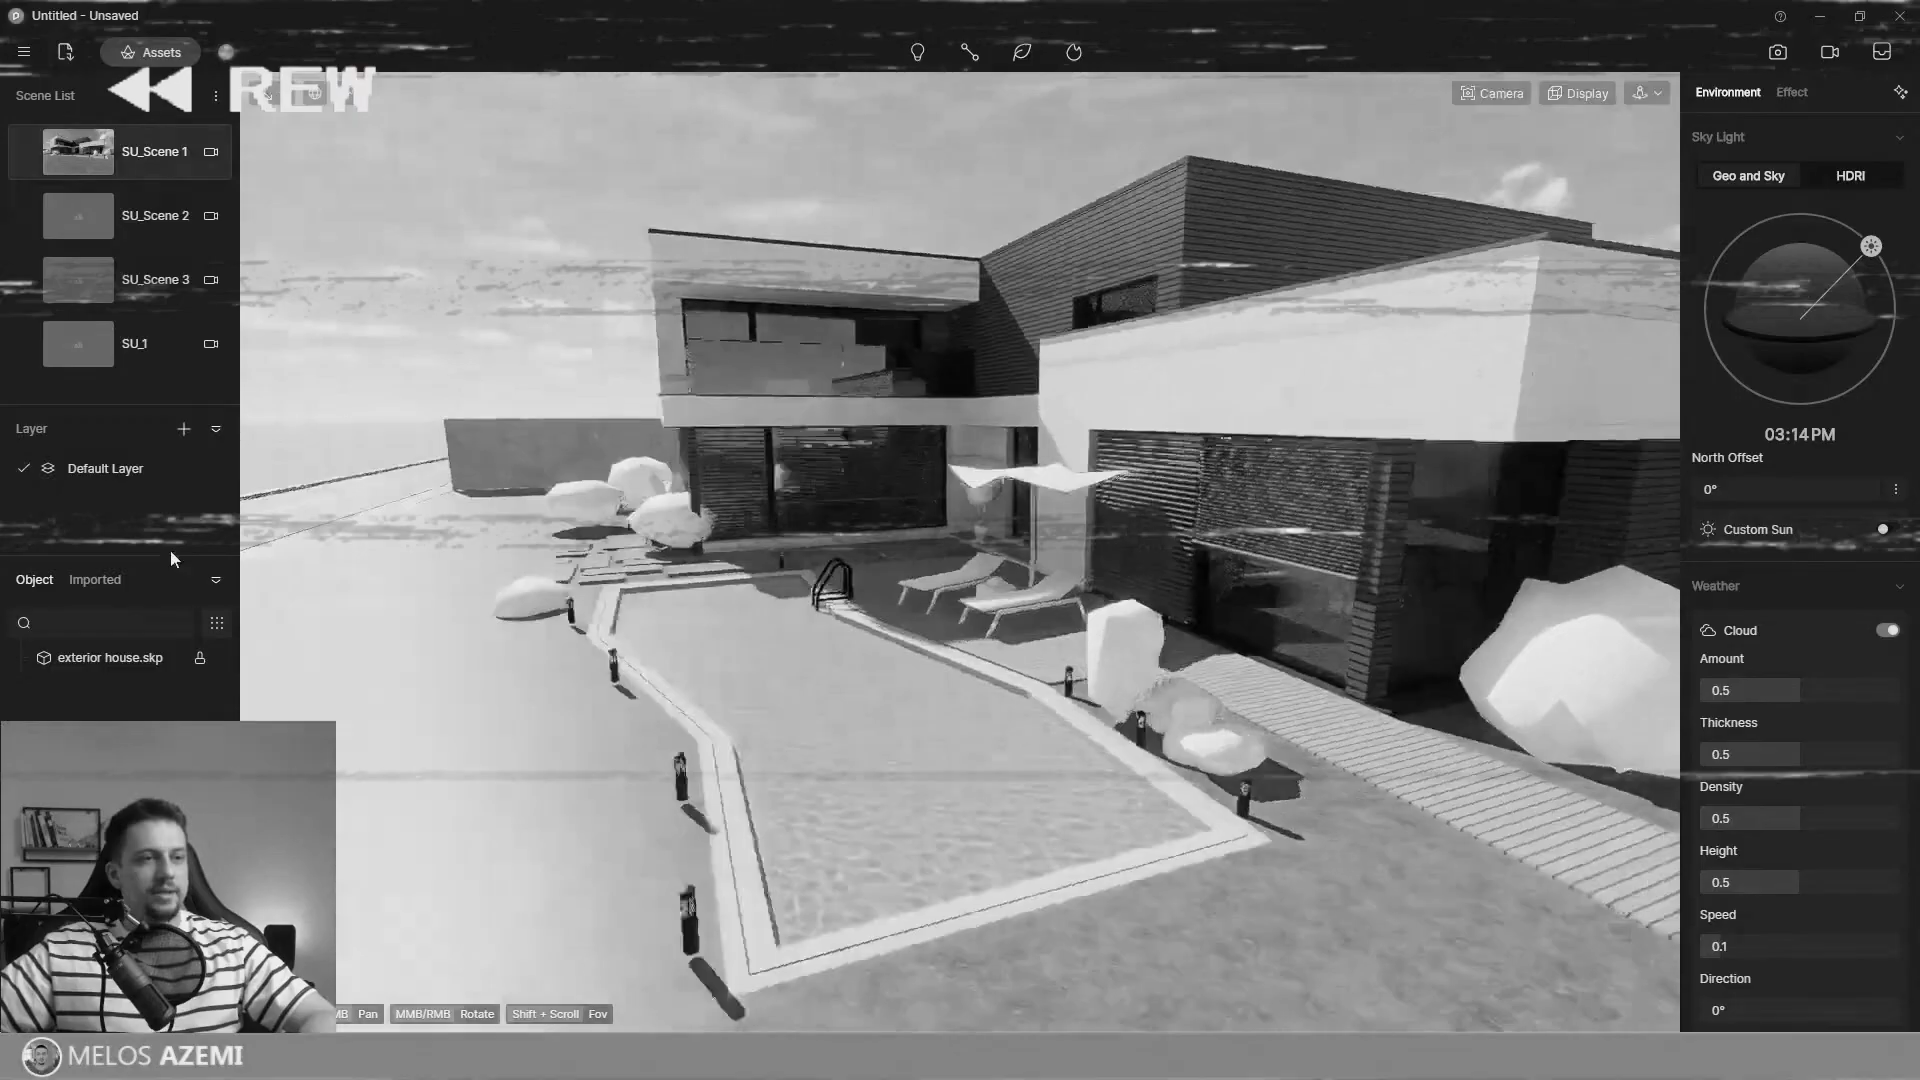 Untitled - Unsaved
Assets
REW
Scene List
SU_Scene 1
SU_Scene 2
SU_Scene 3
SU_1
Layer
Default Layer
Object Imported
exterior house.skp
Camera Display
MB Pan MMB/RMB Rotate Shift + Scroll Fov
Environment Effect
Sky Light
Geo and Sky HDRI
03:14PM
North Offset
0°
Custom Sun
Weather
Cloud
Amount
0.5
Thickness
0.5
Density
0.5
Height
0.5
Speed
0.1
Direction
0°
MELOS AZEMI